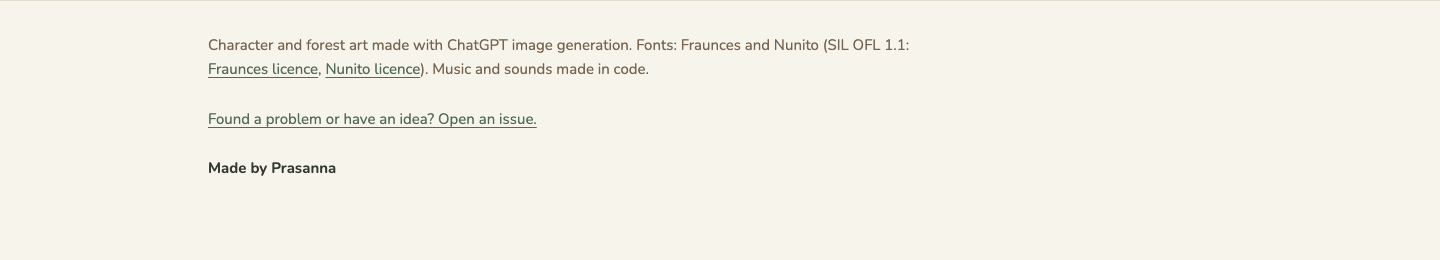 Character and forest art made with ChatGPT image generation. Fonts: Fraunces and Nunito (SIL OFL 1.1:
Fraunces licence, Nunito licence). Music and sounds made in code.
Found a problem or have an idea? Open an issue.
Made by Prasanna